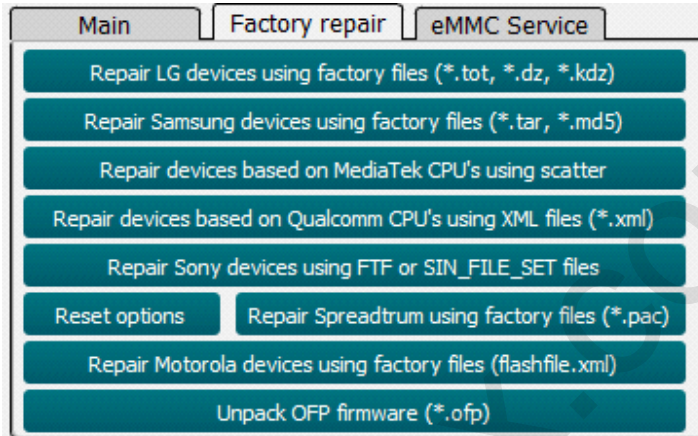 Main Factory repair eMMC Service
Repair LG devices using factory files (*.tot, *.dz, *.kdz)
Repair Samsung devices using factory files (*.tar, *.md5)
Repair devices based on MediaTek CPU's using scatter
Repair devices based on Qualcomm CPU's using XML files (*.xml)
Repair Sony devices using FTF or SIN_FILE_SET files
Reset options Repair Spreadtrum using factory files (*.pac)
Repair Motorola devices using factory files (flashfile.xml)
Unpack OFP firmware (*.ofp)